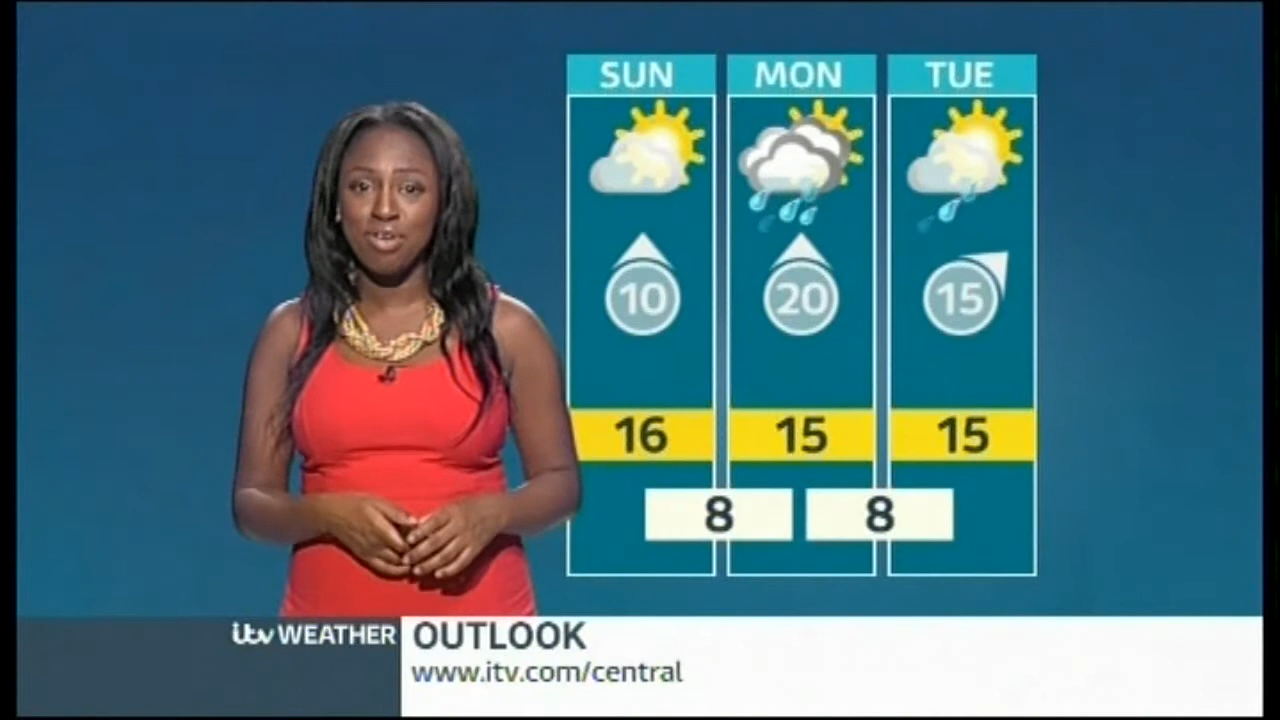 SUN MON TUE
10 20 15
16 15 15
8 8
itv WEATHER
OUTLOOK
www.itv.com/central